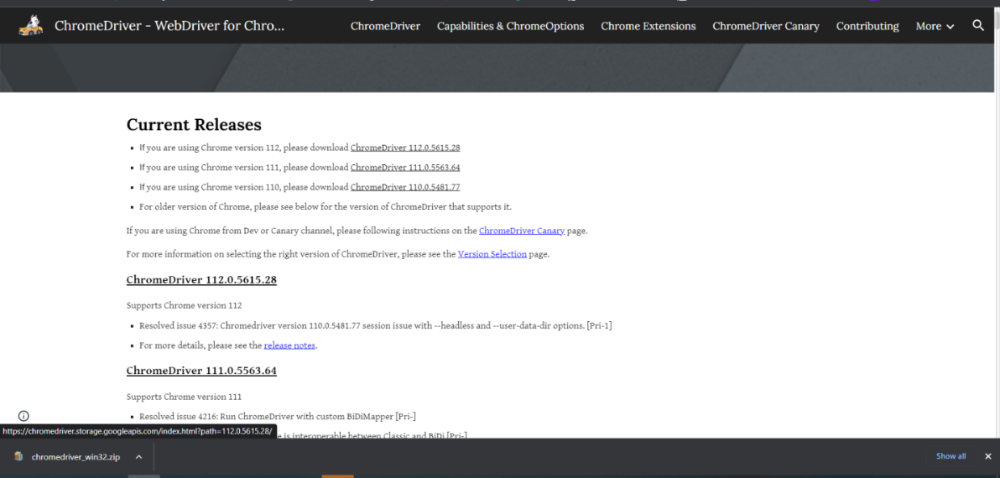 ChromeDriver - WebDriver for Chro...
ChromeDriver
Capabilities & ChromeOptions
Chrome Extensions
ChromeDriver Canary
Contributing
More
Current Releases
If you are using Chrome version 112, please download ChromeDriver 112.0.5615.28
If you are using Chrome version 111, please download ChromeDriver 111.0.5563.64
If you are using Chrome version 110, please download ChromeDriver 110.0.5481.77
For older version of Chrome, please see below for the version of ChromeDriver that supports it.
If you are using Chrome from Dev or Canary channel, please following instructions on the ChromeDriver Canary page.
For more information on selecting the right version of ChromeDriver, please see the Version Selection page.
ChromeDriver 112.0.5615.28
Supports Chrome version 112
Resolved issue 4357: Chromedriver version 110.0.5481.77 session issue with --headless and --user-data-dir options. [Pri-1]
For more details, please see the release notes.
ChromeDriver 111.0.5563.64
Supports Chrome version 111
Resolved issue 4216: Run ChromeDriver with custom BiDiMapper [Pri-]
https://chromedriver.storage.googleapis.com/index.html?path=112.0.5615.28/
is interoperable between Classic and BiDi [Pri-]
chromedriver_win32.zip
Show all